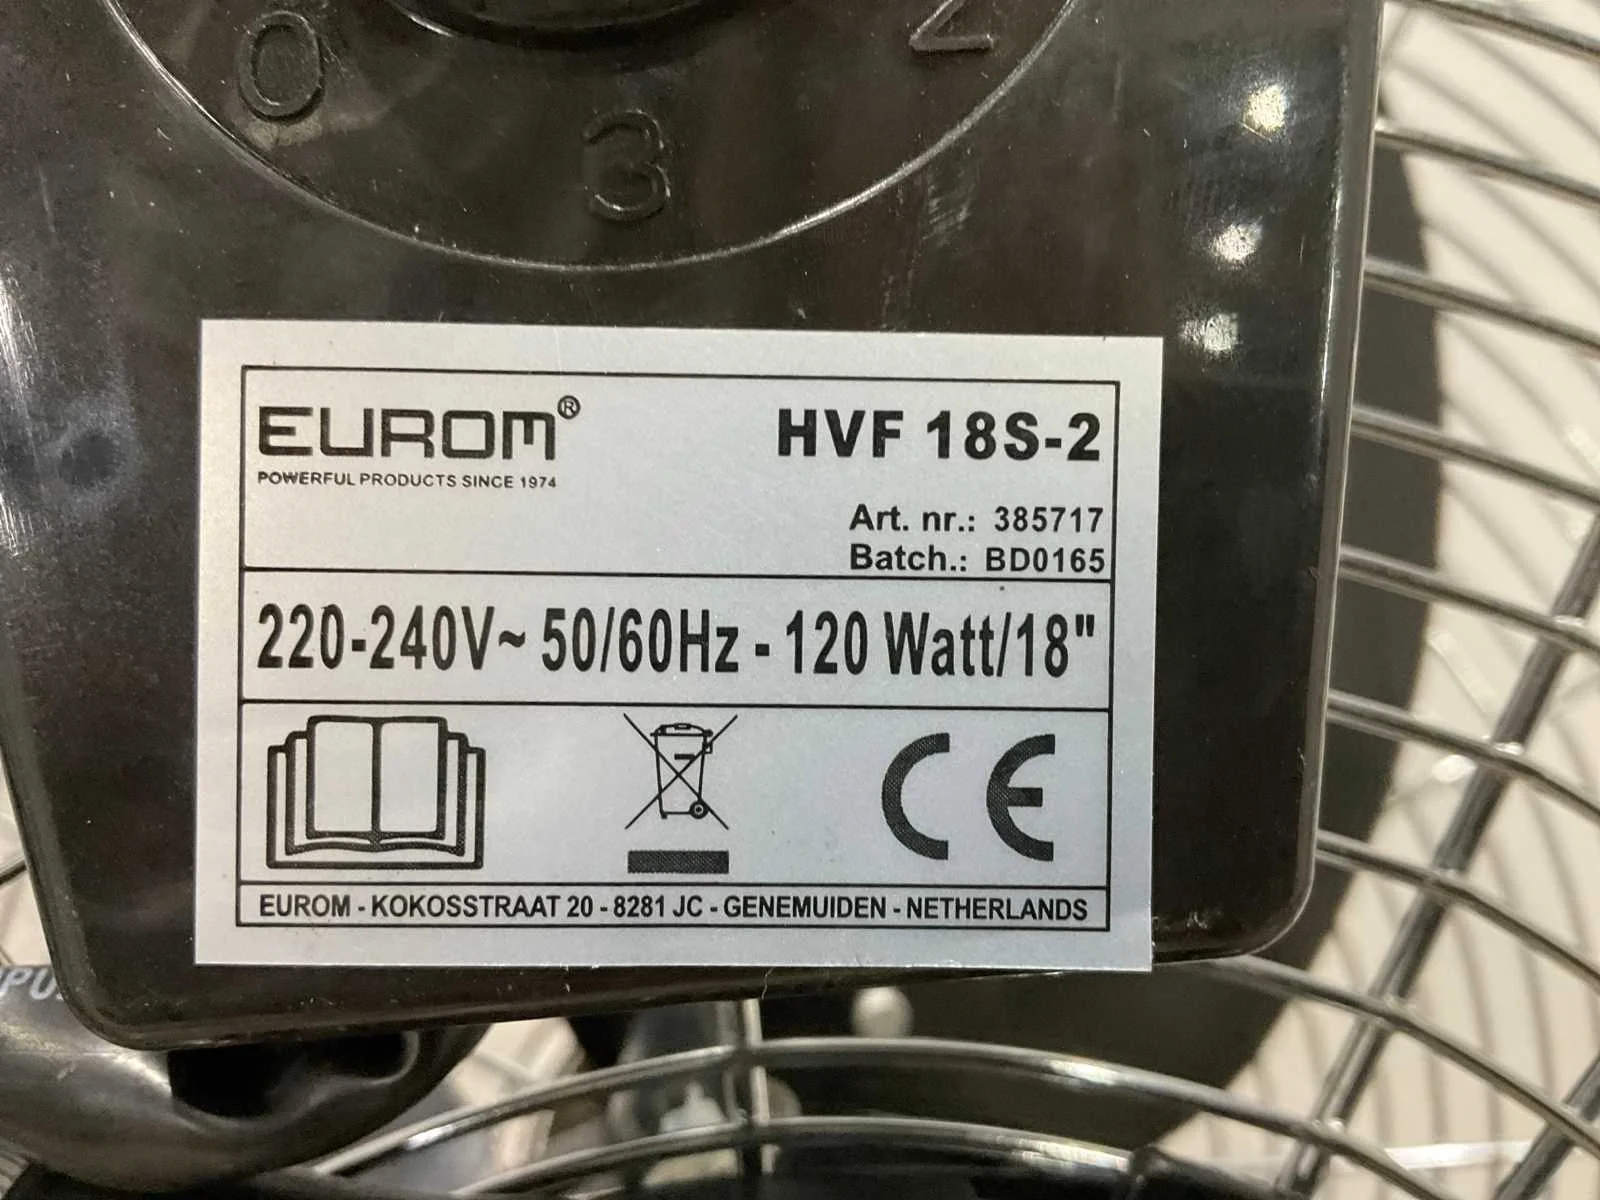 0
3
2
EUROM®
POWERFUL PRODUCTS SINCE 1974
HVF 18S-2
Art. nr.: 385717
Batch.: BD0165
220-240V~ 50/60Hz - 120 Watt/18"
CE
EUROM - KOKOSSTRAAT 20 - 8281 JC - GENEMUIDEN - NETHERLANDS